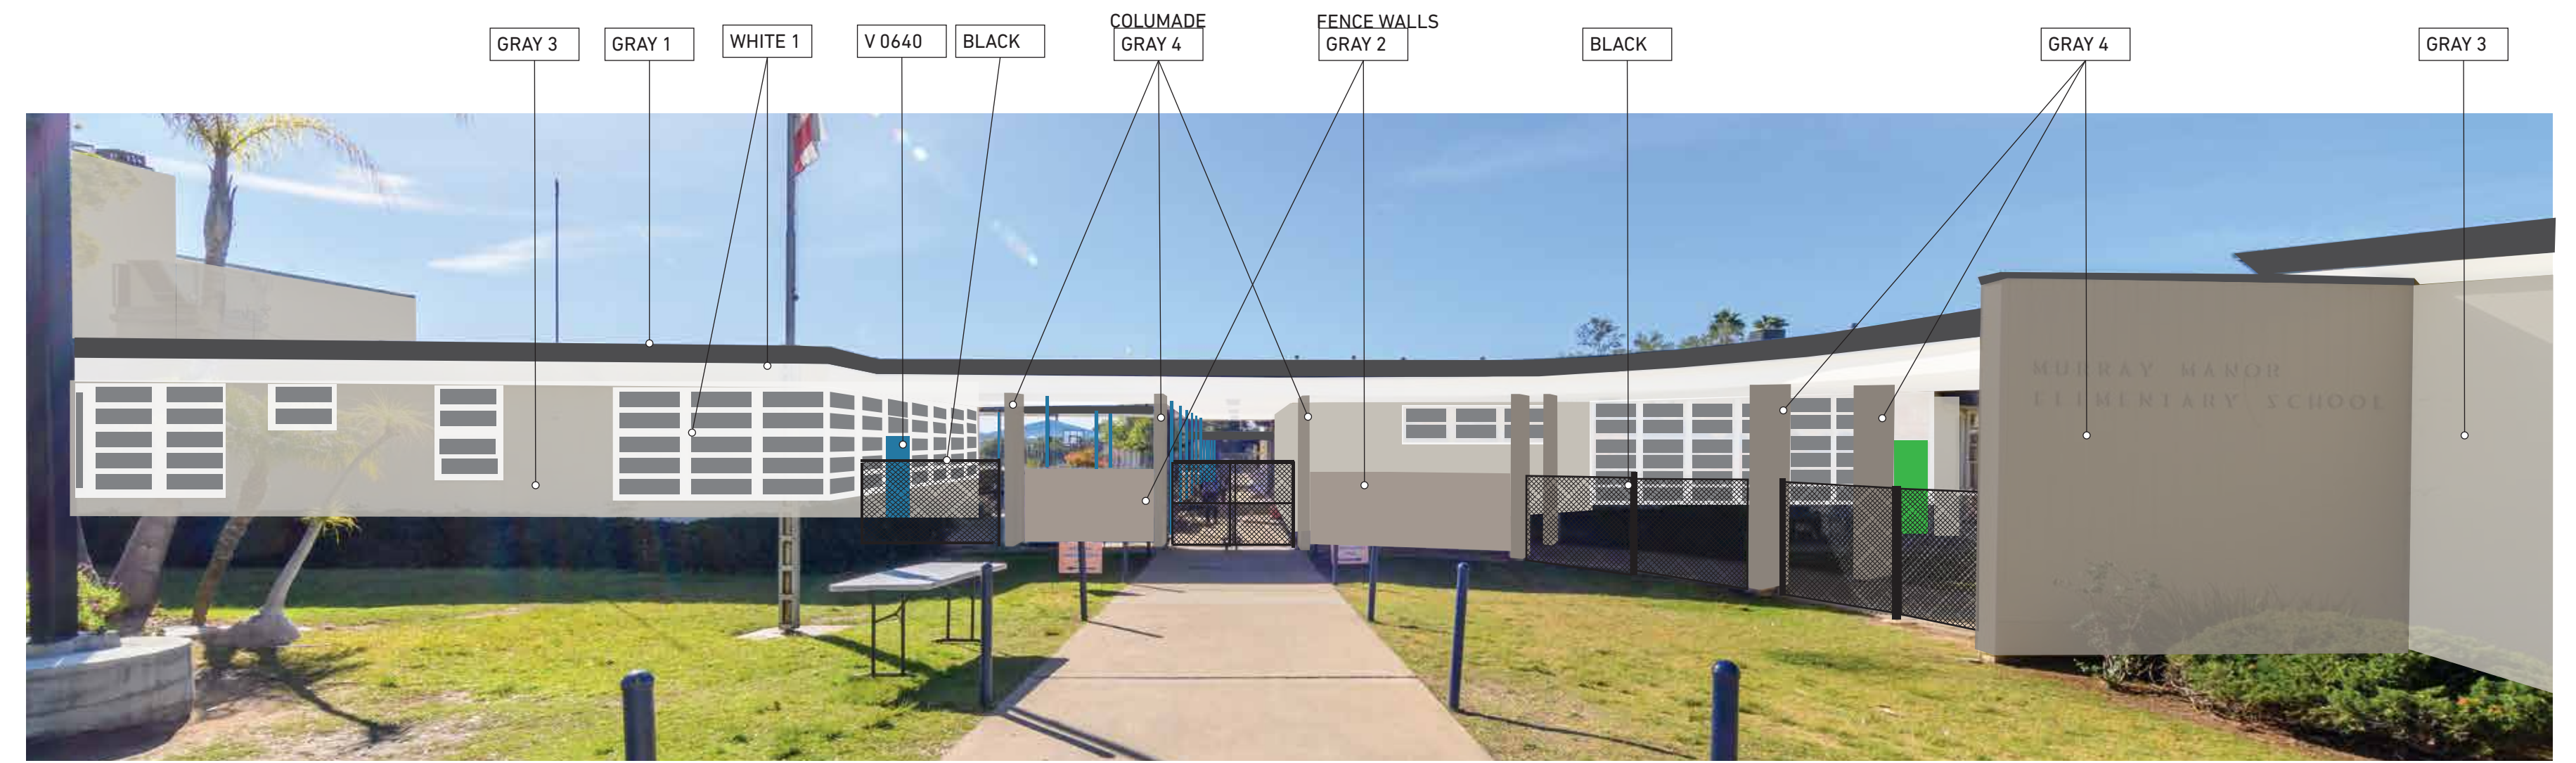 COLUMADE
FENCE WALLS
GRAY 3
GRAY 1
WHITE 1
V 0640
BLACK
GRAY 4
GRAY 2
BLACK
GRAY 4
GRAY 3
MURRAY MANOR
ELEMENTARY SCHOOL